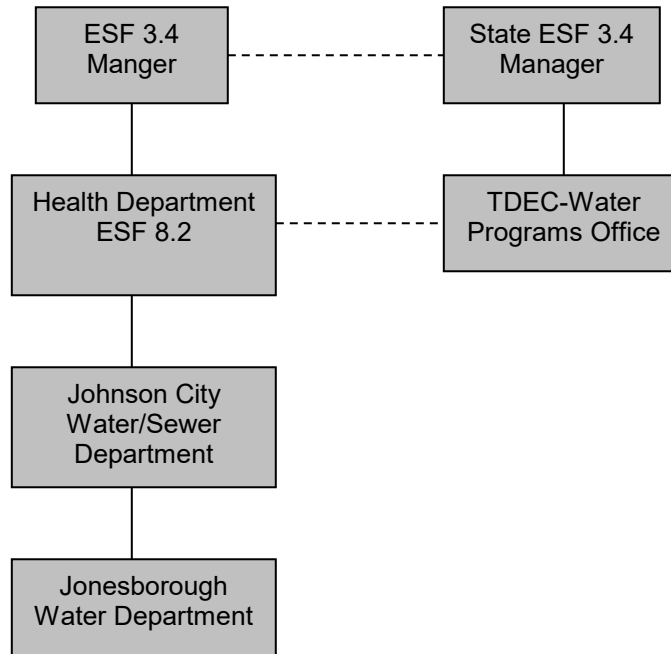 ESF 3.4
Manger
State ESF 3.4
Manager
Health Department
ESF 8.2
TDEC-Water
Programs Office
Johnson City
Water/Sewer
Department
Jonesborough
Water Department